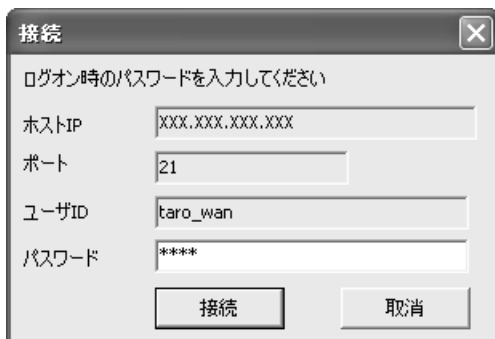 接続
ログオン時のパスワードを入力してください
ホストIP XXX.XXX.XXX.XXX
ポート 21
ユーザID taro_wan
パスワード ****
接続 取消